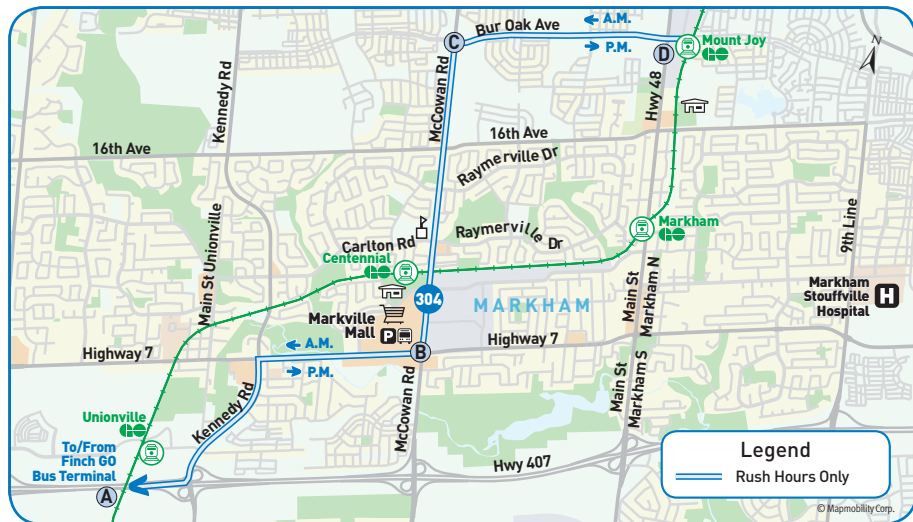 A.M.
Bur Oak Ave
P.M.
C
D
Mount Joy
N
Kennedy Rd
McCowan Rd
Hwy 48
16th Ave
16th Ave
Raymerville Dr
Main St Unionville
Carlton Rd
Centennial
Raymerville Dr
Markham
9th Line
304
MARKHAM
Markville
Mall
P
Main St
Markham N
Markham
Stouffville
Hospital
H
Highway 7
A.M.
P.M.
B
Highway 7
Kennedy Rd
McCowan Rd
Main St
Markham S
Unionville
To/From
Finch GO
Bus Terminal
A
Hwy 407
Legend
Rush Hours Only
© Mapmobility Corp.